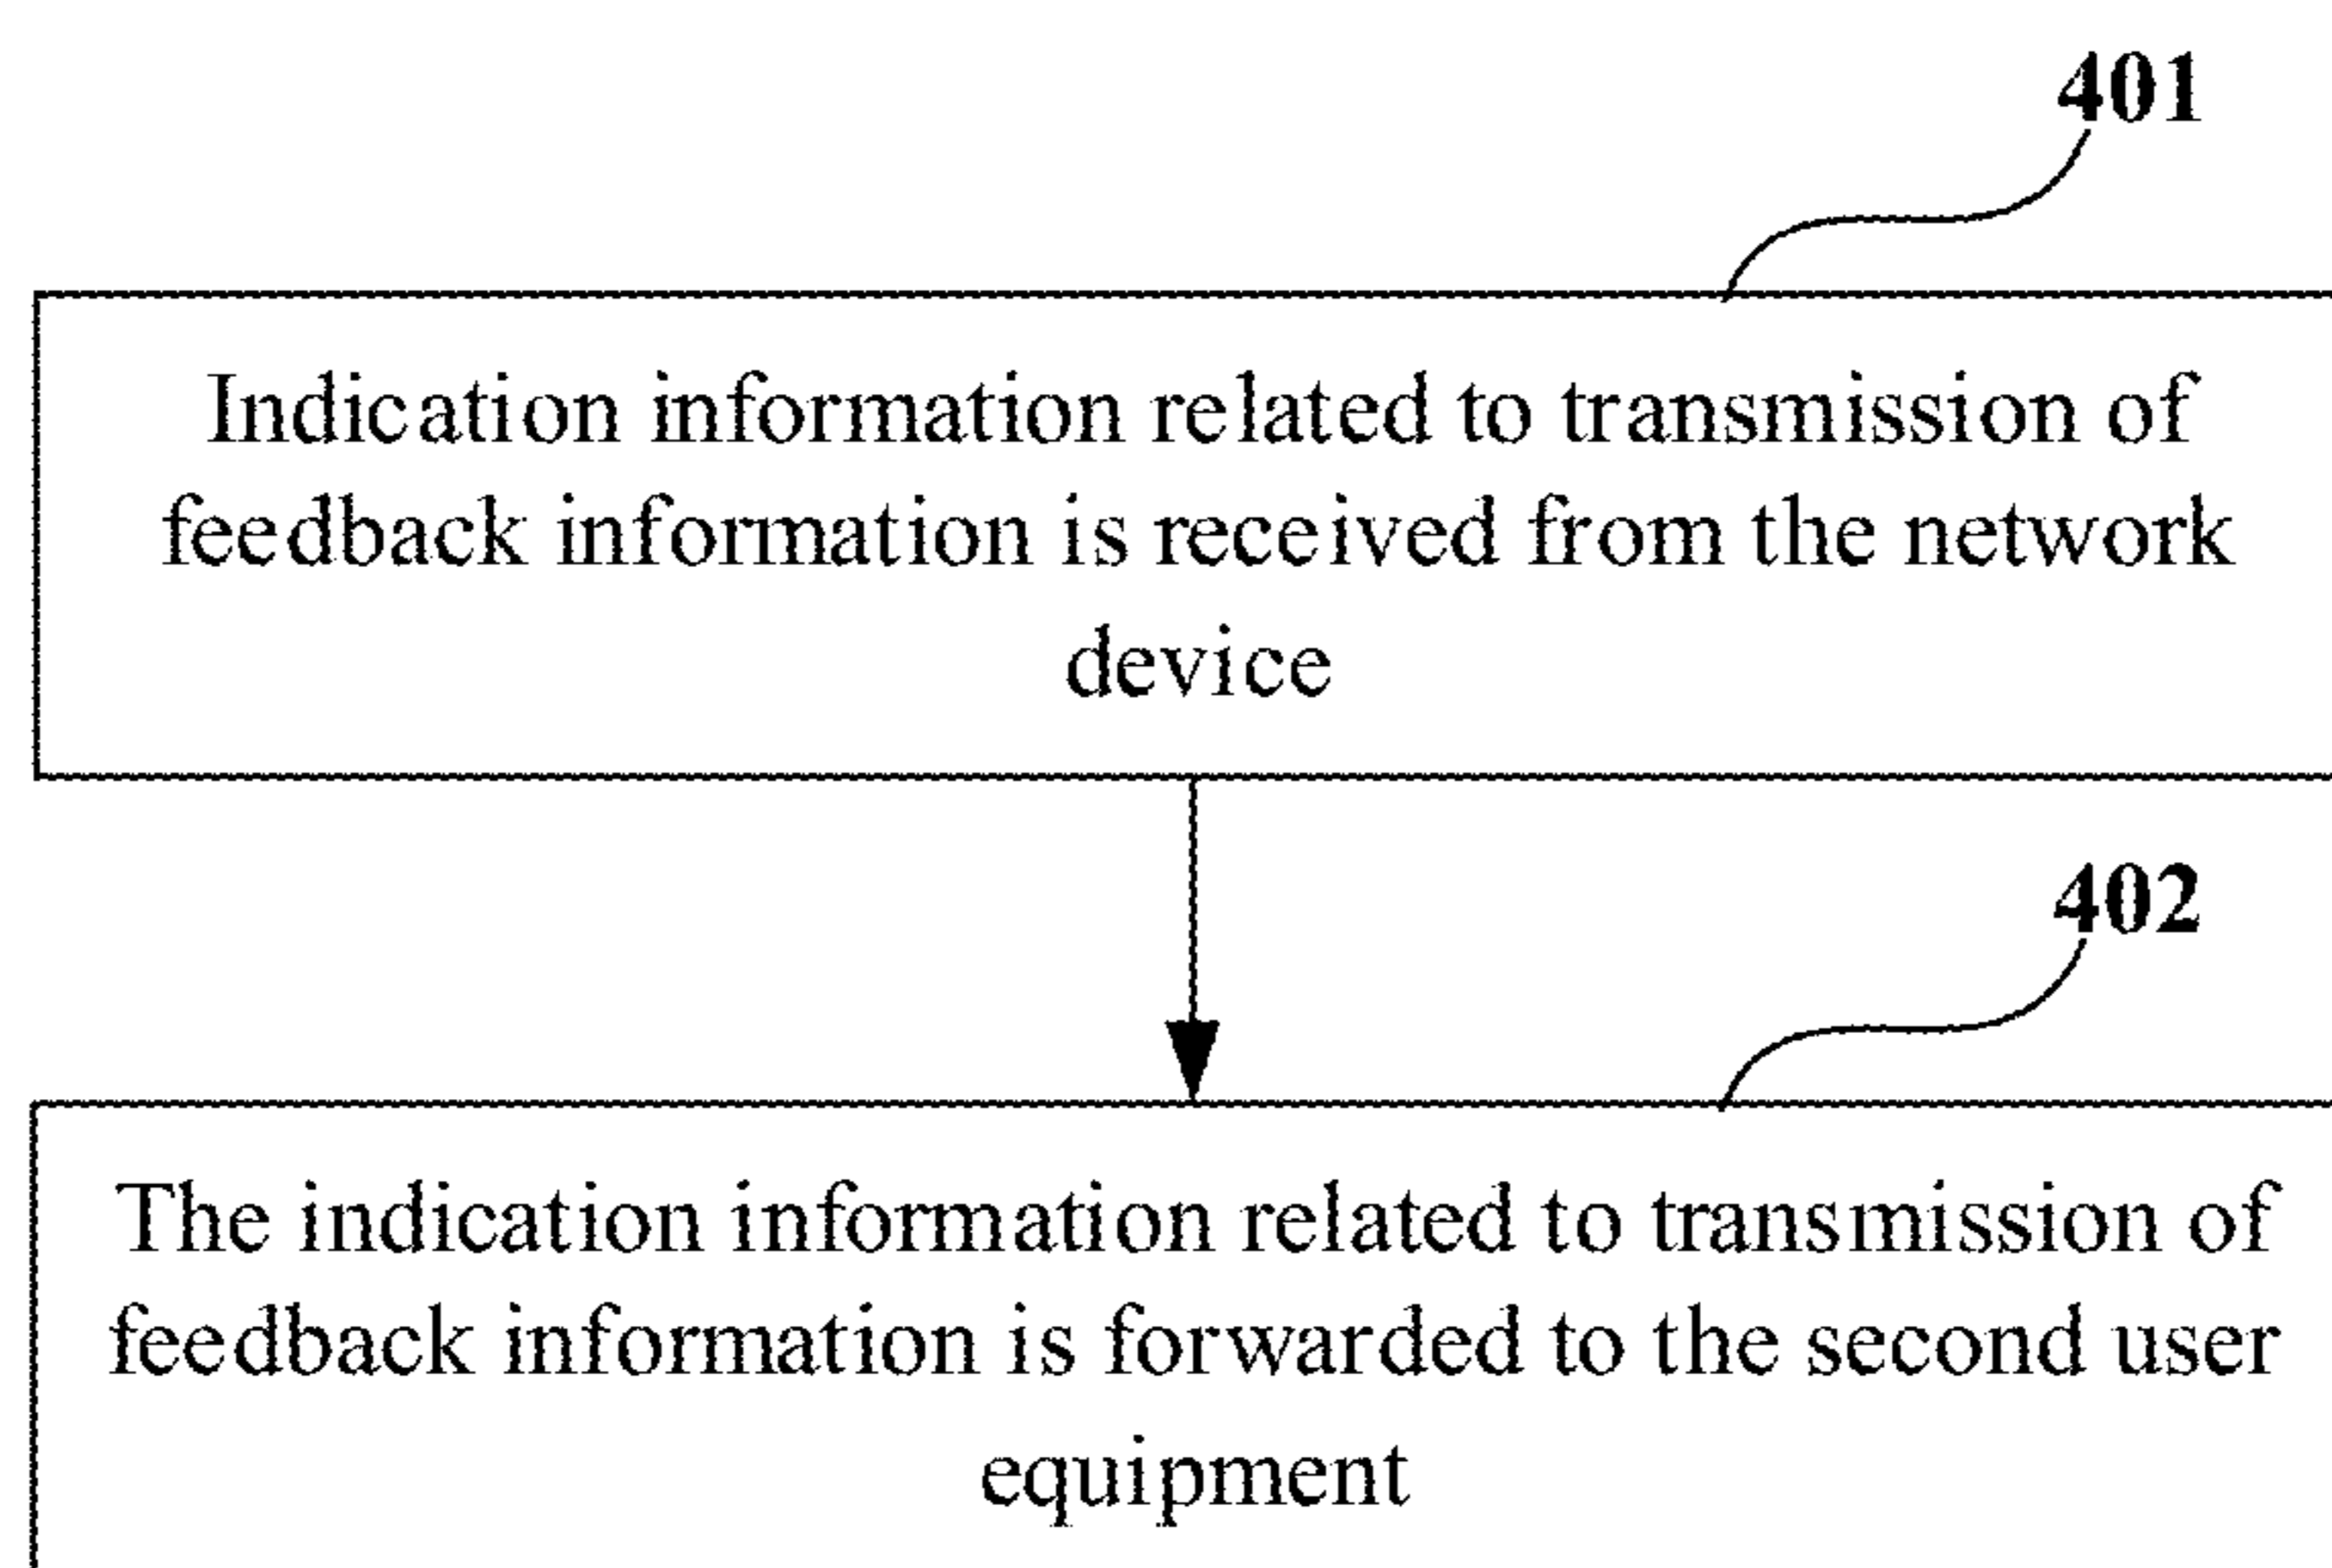 401
Indication information related to transmission of
feedback information is received from the network
device
402
The indication information related to transmission of
feedback information is forwarded to the second user
equipment